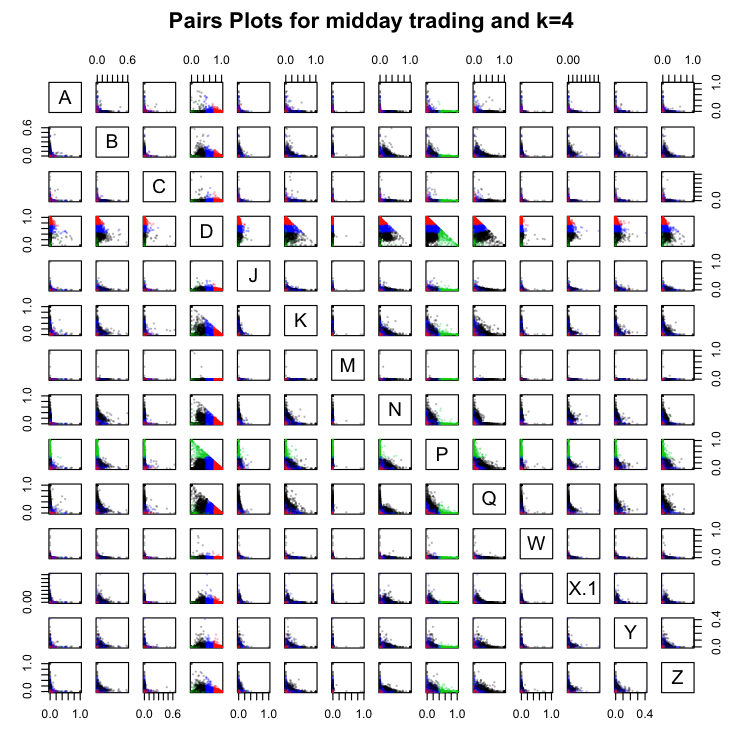 Pairs Plots for midday trading and k=4
0.0 0.6 0.0 1.0 0.0 1.0 0.0 1.0 0.00 0.0 1.0
A 0.0 1.0
0.0 0.6 B
C 0.0
0.0 1.0 D
J 0.0 1.0
0.0 1.0 K
M 0.0 1.0
0.0 1.0 N
P 0.0 1.0
0.0 1.0 Q
W 0.0 1.0
0.00 X.1
Y 0.0 0.4
0.0 1.0 Z
0.0 1.0 0.0 0.6 0.0 1.0 0.0 1.0 0.0 1.0 0.0 1.0 0.0 0.4